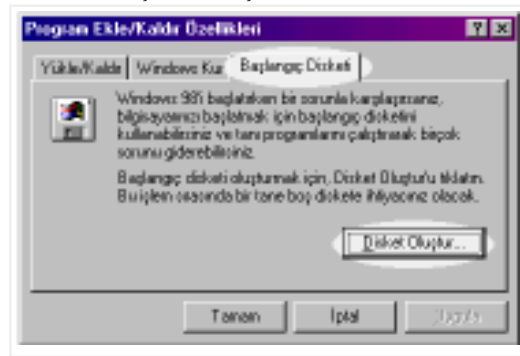 Program Ekle/Kaldır Özellikleri
Yükle/Kaldır Windows Kur Başlangıç Disketi
Windows 98'i başlatırken bir sorunla karşılaşırsanız,
bilgisayarınızı başlatmak için başlangıç disketini
kullanabilirsiniz ve tanı programlarını çalıştırarak birçok
sorunu giderebilirsiniz.
Başlangıç disketi oluşturmak için, Disket Oluştur'u tıklatın.
Bu işlem sırasında bir tane boş diskete ihtiyacınız olacak.
Disket Oluştur...
Tamam İptal Uygula